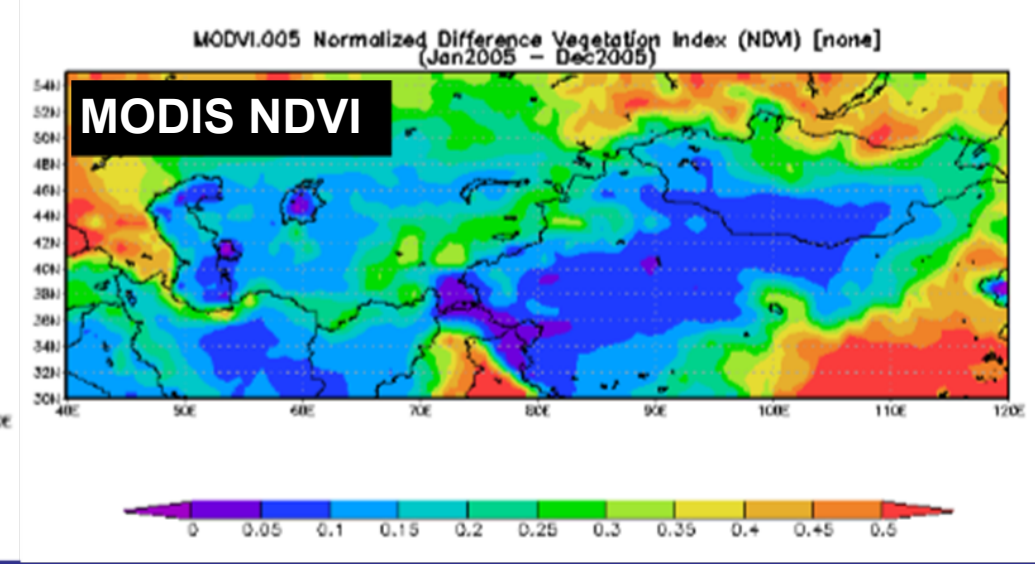 MODVI.005 Normalized Difference Vegetation Index (NDVI) [none]
(Jan2005 – Dec2005)
MODIS NDVI
54N
52N
50N
48N
46N
44N
42N
40N
38N
36N
34N
32N
30N
40E 50E 60E 70E 80E 90E 100E 110E 120E
0 0.05 0.1 0.15 0.2 0.25 0.3 0.35 0.4 0.45 0.5